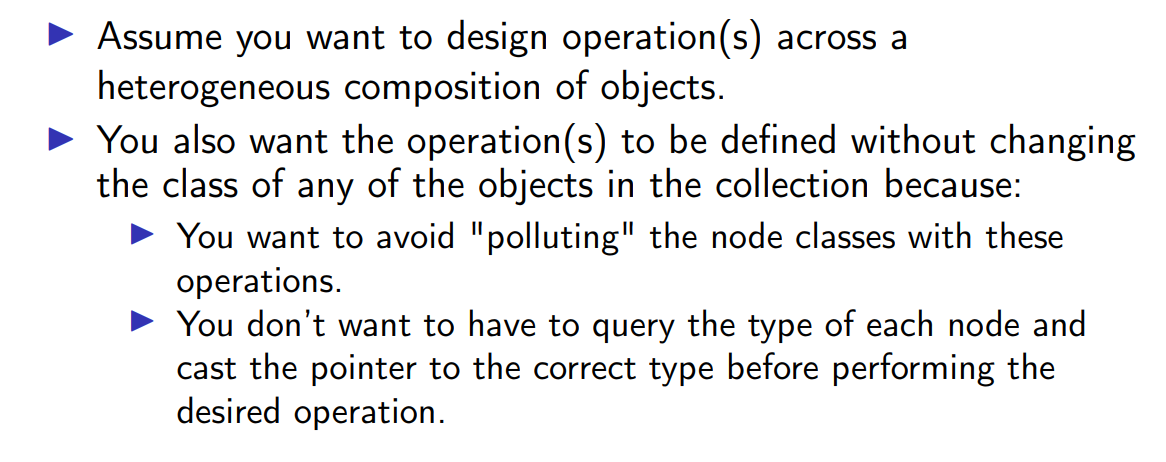 ▶ Assume you want to design operation(s) across a
heterogeneous composition of objects.
▶ You also want the operation(s) to be defined without changing
the class of any of the objects in the collection because:
▶ You want to avoid "polluting" the node classes with these
operations.
▶ You don't want to have to query the type of each node and
cast the pointer to the correct type before performing the
desired operation.